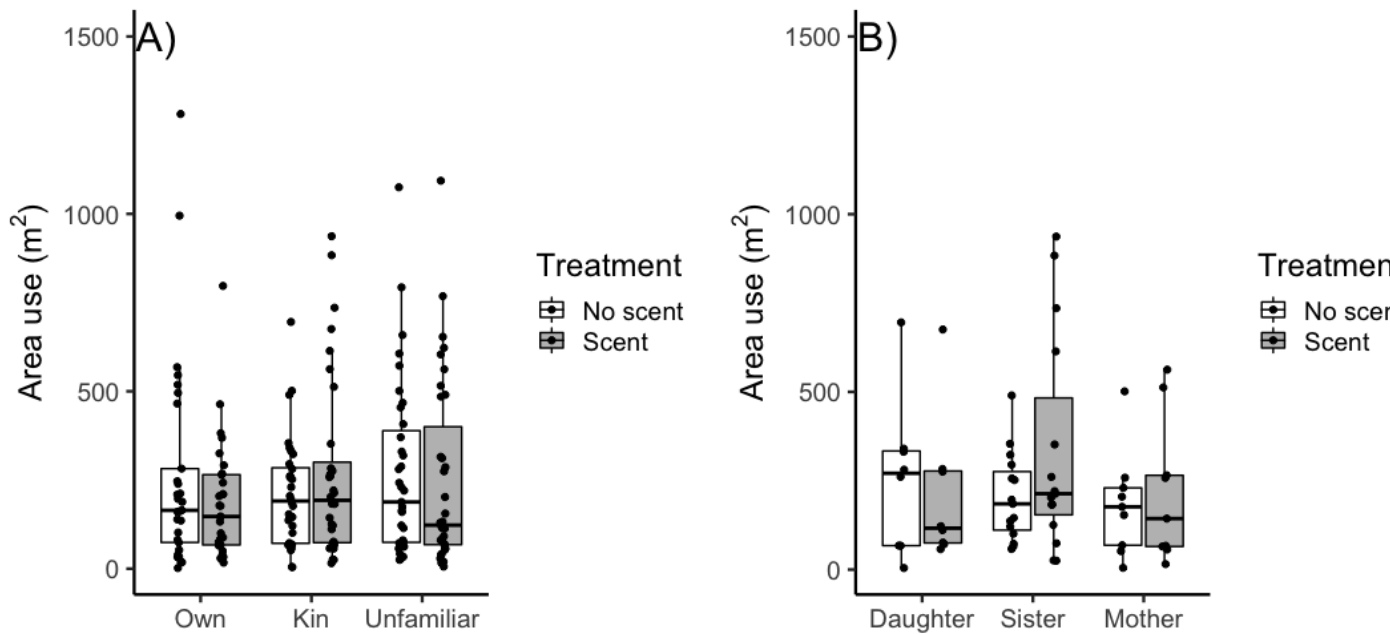 A)
1500
1000
500
0
Area use (m²)
Own Kin Unfamiliar
Treatment
No scent
Scent
B)
1500
1000
500
0
Area use (m²)
Daughter Sister Mother
Treatmen
No scer
Scent